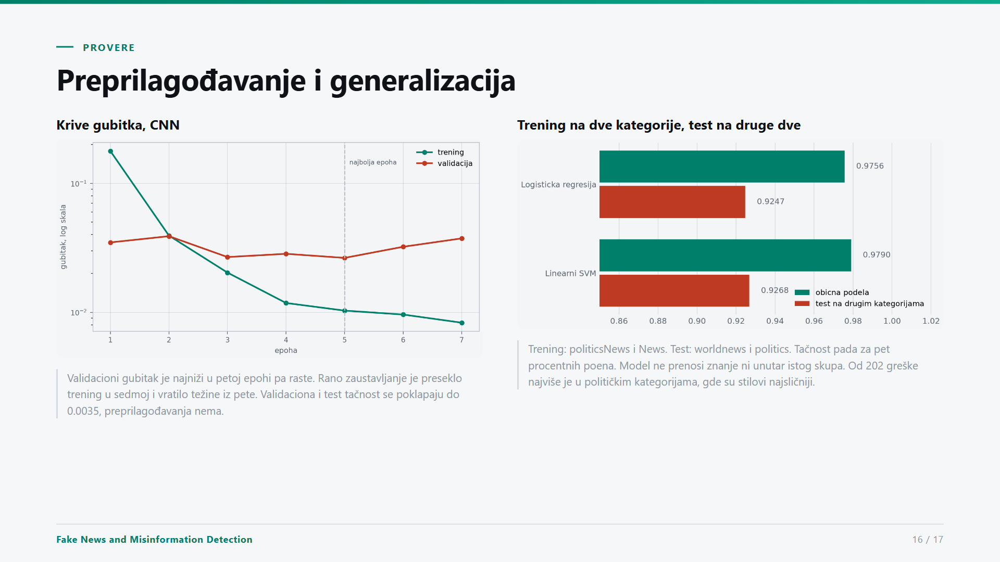 PROVERE
Preprilagođavanje i generalizacija
Krive gubitka, CNN
gubitak, log skala
10⁻¹
10⁻²
najbolja epoha
trening
validacija
1 2 3 4 5 6 7
epoha
Validacioni gubitak je najniži u petoj epohi pa raste. Rano zaustavljanje je preseklo
trening u sedmoj i vratilo težine iz pete. Validaciona i test tačnost se poklapaju do
0.0035, preprilagođavanja nema.
Trening na dve kategorije, test na druge dve
Logisticka regresija
0.9756
0.9247
Linearni SVM
0.9790
0.9268
obicna podela
test na drugim kategorijama
0.86 0.88 0.90 0.92 0.94 0.96 0.98 1.00 1.02
Trening: politicsNews i News. Test: worldnews i politics. Tačnost pada za pet
procentnih poena. Model ne prenosi znanje ni unutar istog skupa. Od 202 greške
najviše je u političkim kategorijama, gde su stilovi najsličniji.
Fake News and Misinformation Detection
16 / 17